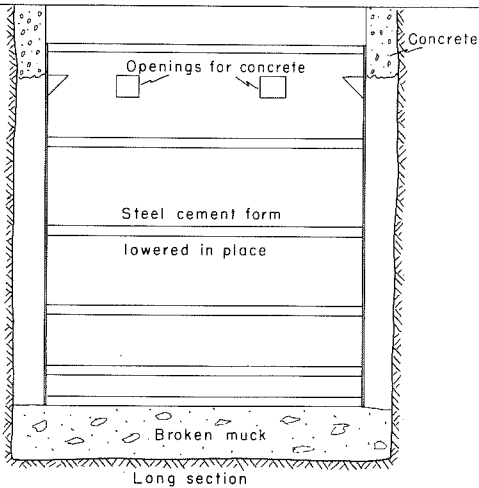 Concrete
Openings for concrete
Steel cement form
lowered in place
Broken muck
Long section